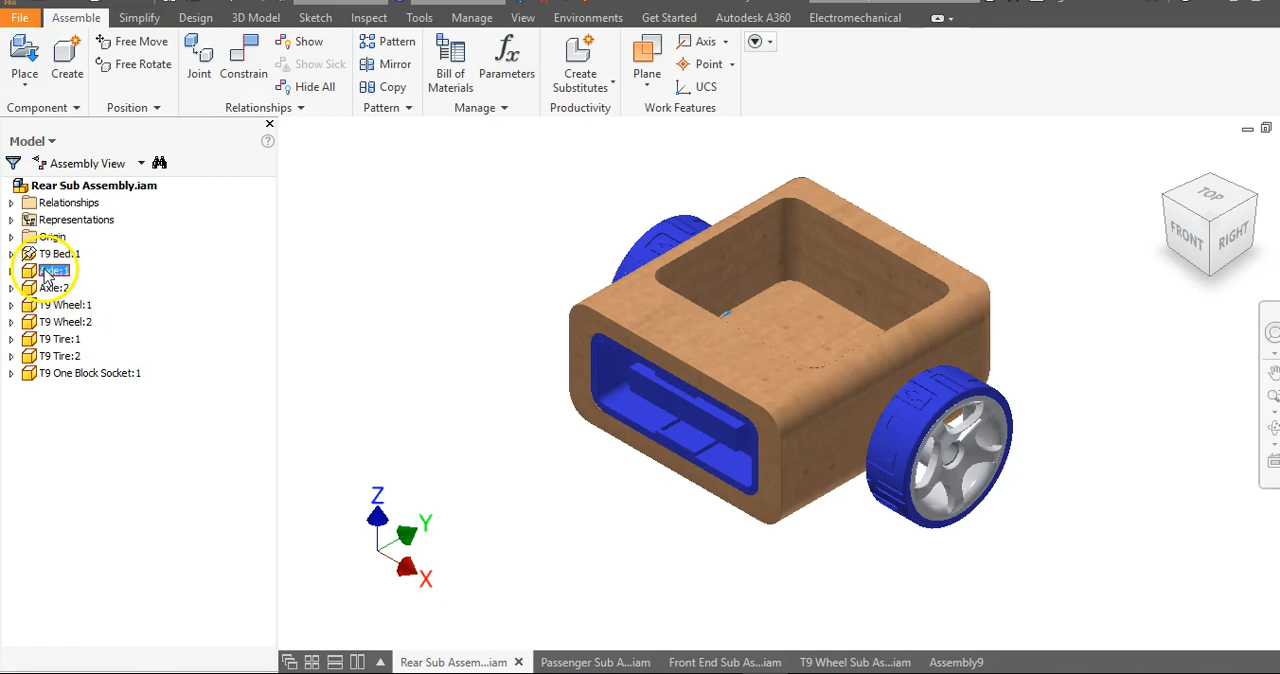 PRO
File Assemble Simplify Design 3D Model Sketch Inspect Tools Manage View Environments Get Started Autodesk A360 Electromechanical
Place
Create
Free Move
Free Rotate
Joint
Constrain
Show
Show Sick
Hide All
Pattern
Mirror
Copy
Bill of
Materials
fx
Parameters
Create
Substitutes
Plane
Axis
Point
UCS
Component Position Relationships Pattern Manage Productivity Work Features
Model
Assembly View
Rear Sub Assembly.iam
Relationships
Representations
Origin
T9 Bed:1
Axle:1
Axle:2
T9 Wheel:1
T9 Wheel:2
T9 Tire:1
T9 Tire:2
T9 One Block Socket:1
TOP
FRONT
RIGHT
Z
Y
X
Rear Sub Assem...iam Passenger Sub A...iam Front End Sub As...iam T9 Wheel Sub As...iam Assembly9